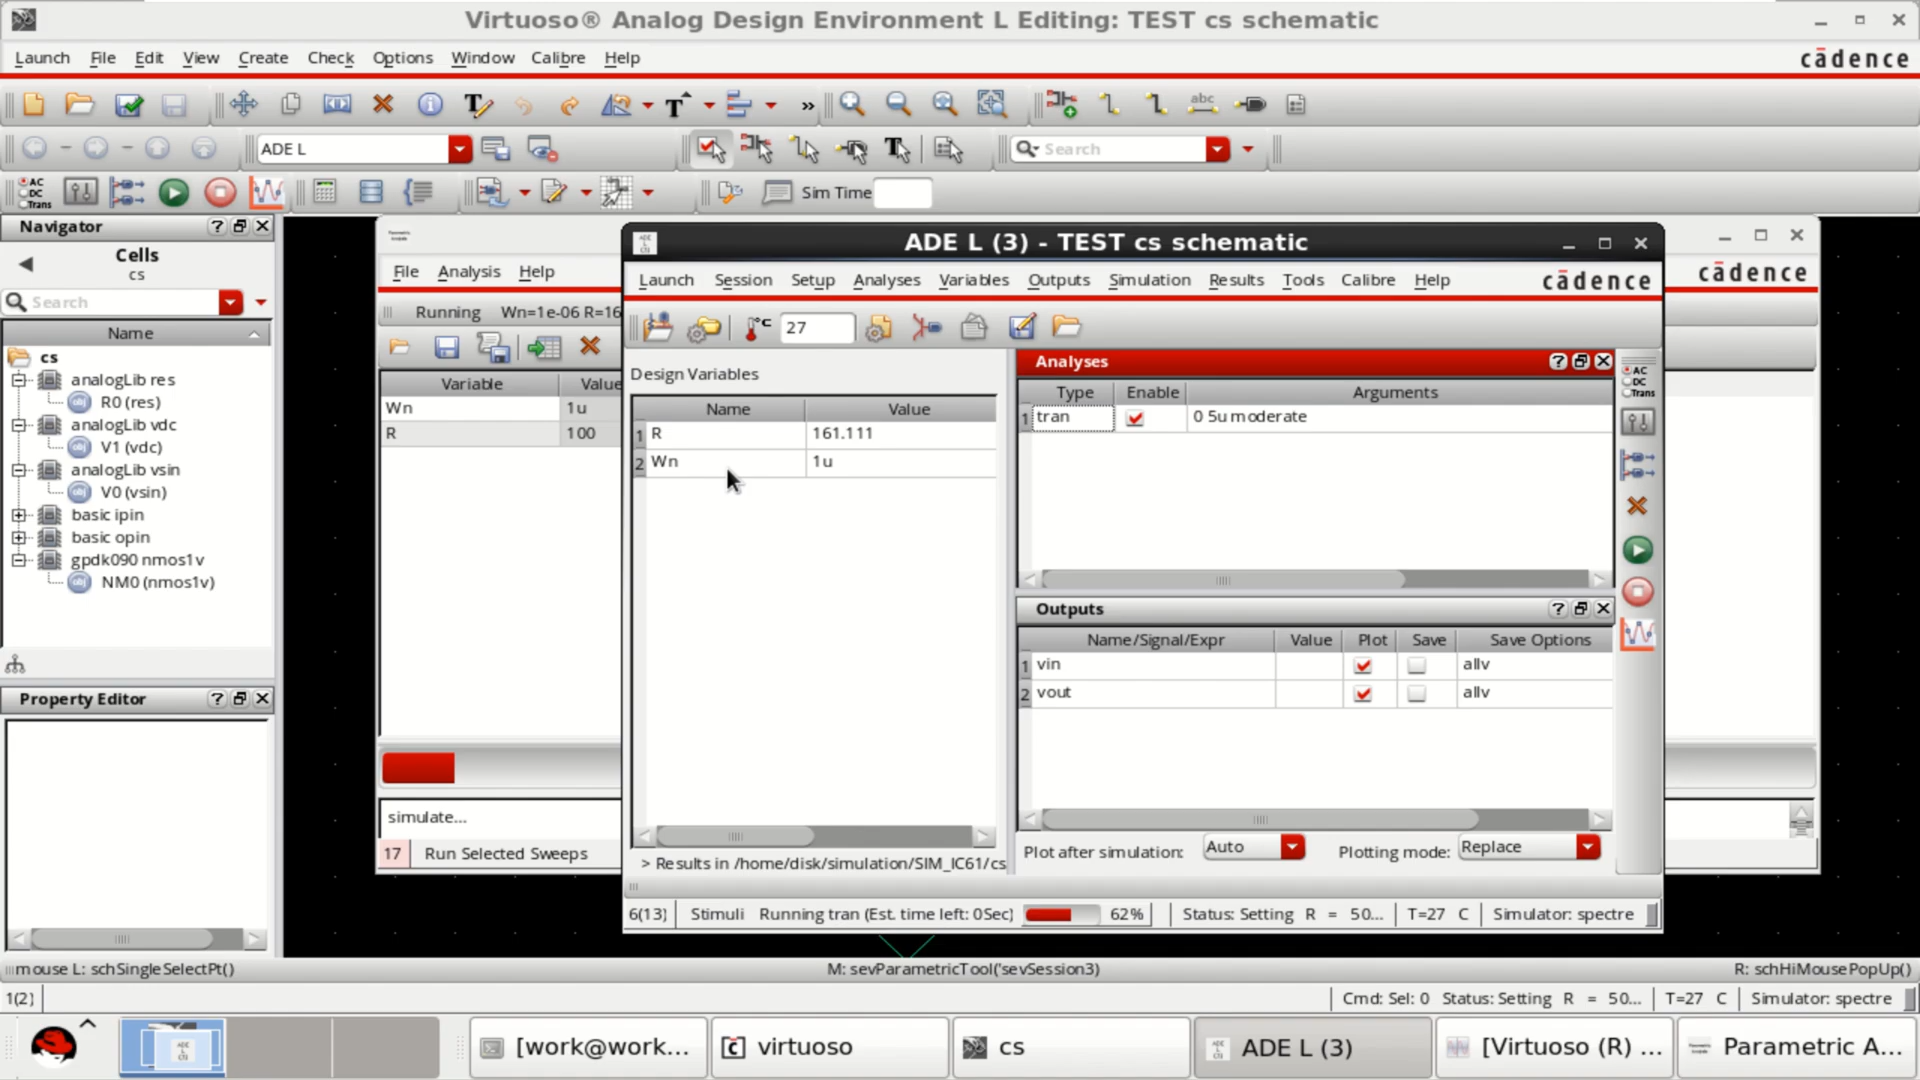 Virtuoso® Analog Design Environment L Editing: TEST cs schematic
Launch File Edit View Create Check Options Window Calibre Help
cādence
ADE L
Search
AC
DC
Trans
Sim Time
Navigator
Cells
cs
Search
Name
cs
analogLib res
R0 (res)
analogLib vdc
V1 (vdc)
analogLib vsin
V0 (vsin)
basic ipin
basic opin
gpdk090 nmos1v
NM0 (nmos1v)
Property Editor
File Analysis Help
cādence
Running Wn=1e-06 R=16
Variable Value
Wn 1u
R 100
simulate...
17 Run Selected Sweeps
ADE L (3) - TEST cs schematic
Launch Session Setup Analyses Variables Outputs Simulation Results Tools Calibre Help
cādence
°C 27
Design Variables
Name Value
1 R 161.111
2 Wn 1u
> Results in /home/disk/simulation/SIM_IC61/cs
Analyses
Type Enable Arguments
1 tran 0 5u moderate
AC
DC
Trans
Outputs
Name/Signal/Expr Value Plot Save Save Options
1 vin allv
2 vout allv
Plot after simulation: Auto Plotting mode: Replace
6(13) Stimuli Running tran (Est. time left: 0Sec) 62% Status: Setting R = 50... T=27 C Simulator: spectre
mouse L: schSingleSelectPt() M: sevParametricTool('sevSession3) R: schHiMousePopUp()
1(2) Cmd: Sel: 0 Status: Setting R = 50... T=27 C Simulator: spectre
[work@work... virtuoso cs ADE L (3) [Virtuoso (R) ... Parametric A...